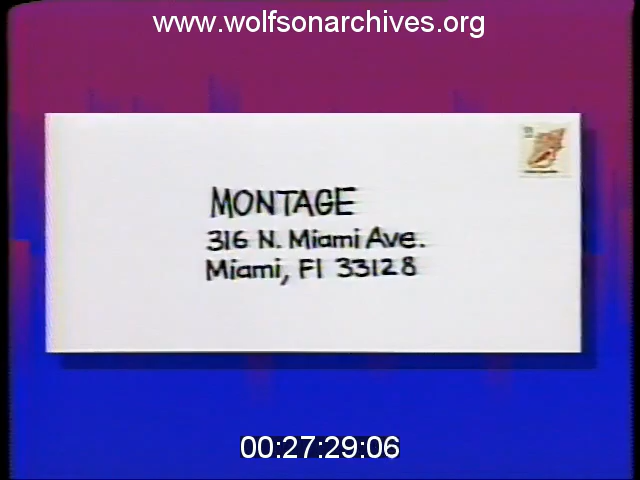 www.wolfsonarchives.org
MONTAGE
316 N. Miami Ave.
Miami, Fl 33128
00:27:29:06